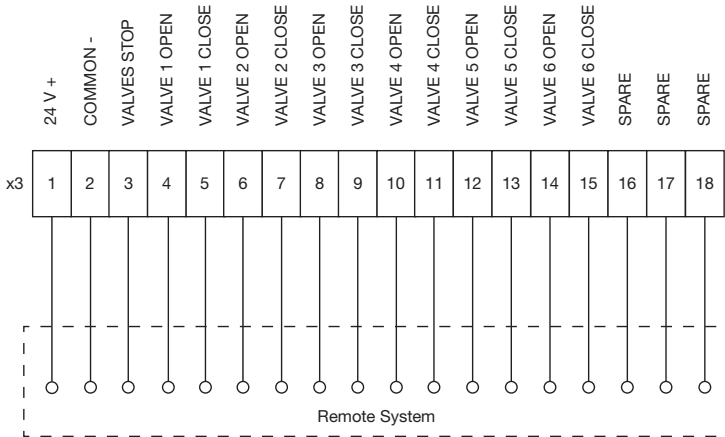 24 V +
COMMON -
VALVES STOP
VALVE 1 OPEN
VALVE 1 CLOSE
VALVE 2 OPEN
VALVE 2 CLOSE
VALVE 3 OPEN
VALVE 3 CLOSE
VALVE 4 OPEN
VALVE 4 CLOSE
VALVE 5 OPEN
VALVE 5 CLOSE
VALVE 6 OPEN
VALVE 6 CLOSE
SPARE
SPARE
SPARE
x3 1 2 3 4 5 6 7 8 9 10 11 12 13 14 15 16 17 18
Remote System